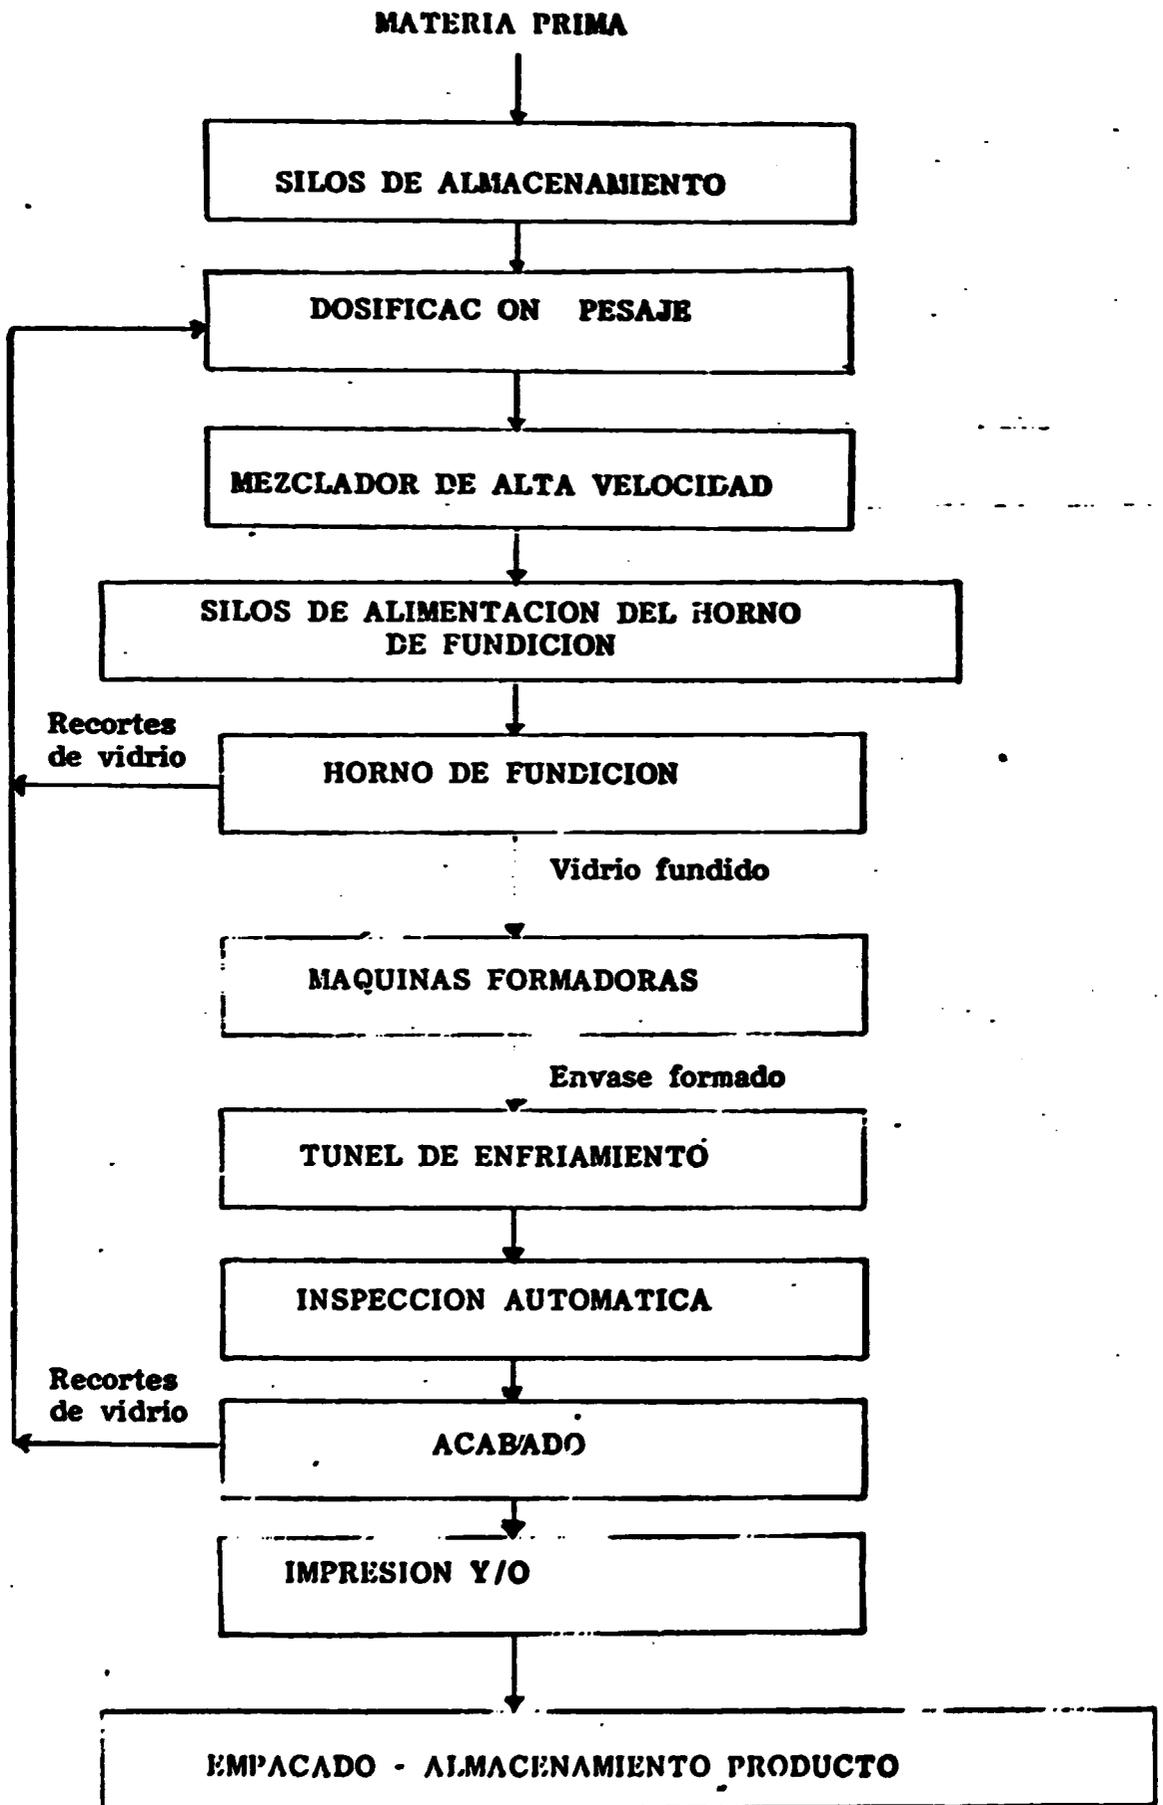 MATERIA PRIMA
SILOS DE ALMACENAMIENTO
DOSIFICAC ON PESAJE
MEZCLADOR DE ALTA VELOCIDAD
SILOS DE ALIMENTACION DEL HORNO
DE FUNDICION
Recortes
de vidrio
HORNO DE FUNDICION
Vidrio fundido
MAQUINAS FORMADORAS
Envase formado
TUNEL DE ENFRIAMIENTO
INSPECCION AUTOMATICA
Recortes
de vidrio
ACABADO
IMPRESION Y/O
EMPACADO - ALMACENAMIENTO PRODUCTO